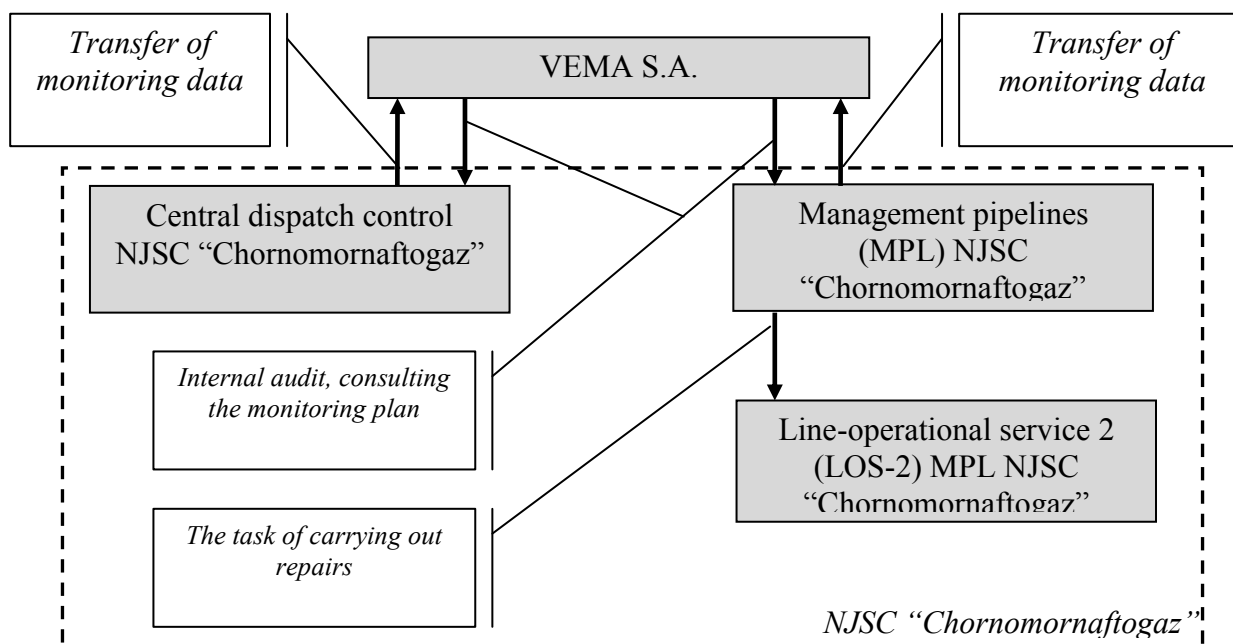 Transfer of
monitoring data
VEMA S.A.
Transfer of
monitoring data
Central dispatch control
NJSC “Chornomornaftogaz”
Management pipelines
(MPL) NJSC
“Chornomornaftogaz”
Internal audit, consulting
the monitoring plan
Line-operational service 2
(LOS-2) MPL NJSC
“Chornomornaftogaz”
The task of carrying out
repairs
NJSC “Chornomornaftogaz”